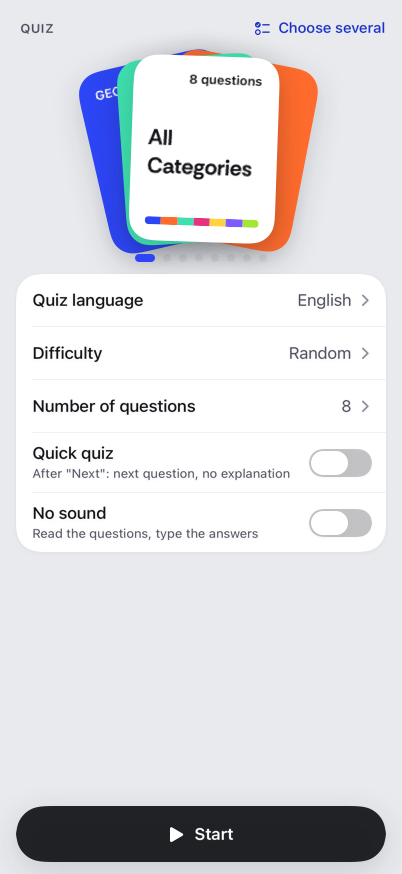 QUIZ
Choose several
8 questions
All
Categories
Quiz language
English
Difficulty
Random
Number of questions
8
Quick quiz
After "Next": next question, no explanation
No sound
Read the questions, type the answers
Start